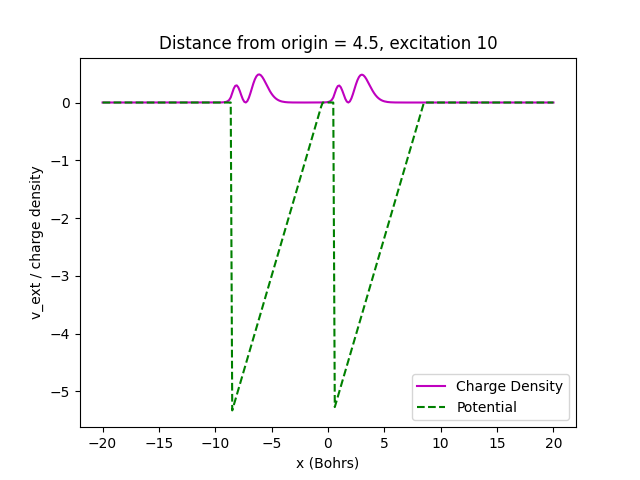 Distance from origin = 4.5, excitation 10
v_ext / charge density
0
−1
−2
−3
−4
−5
Charge Density
Potential
−20 −15 −10 −5 0 5 10 15 20
x (Bohrs)